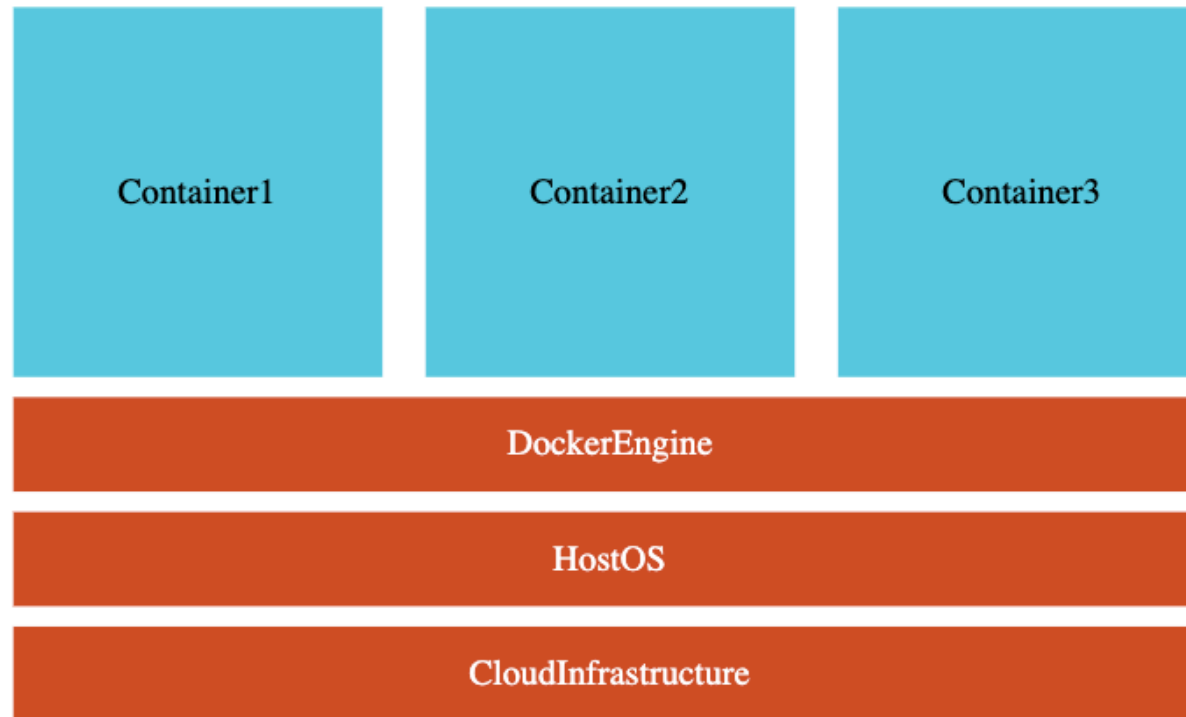 Container1
Container2
Container3
DockerEngine
HostOS
CloudInfrastructure